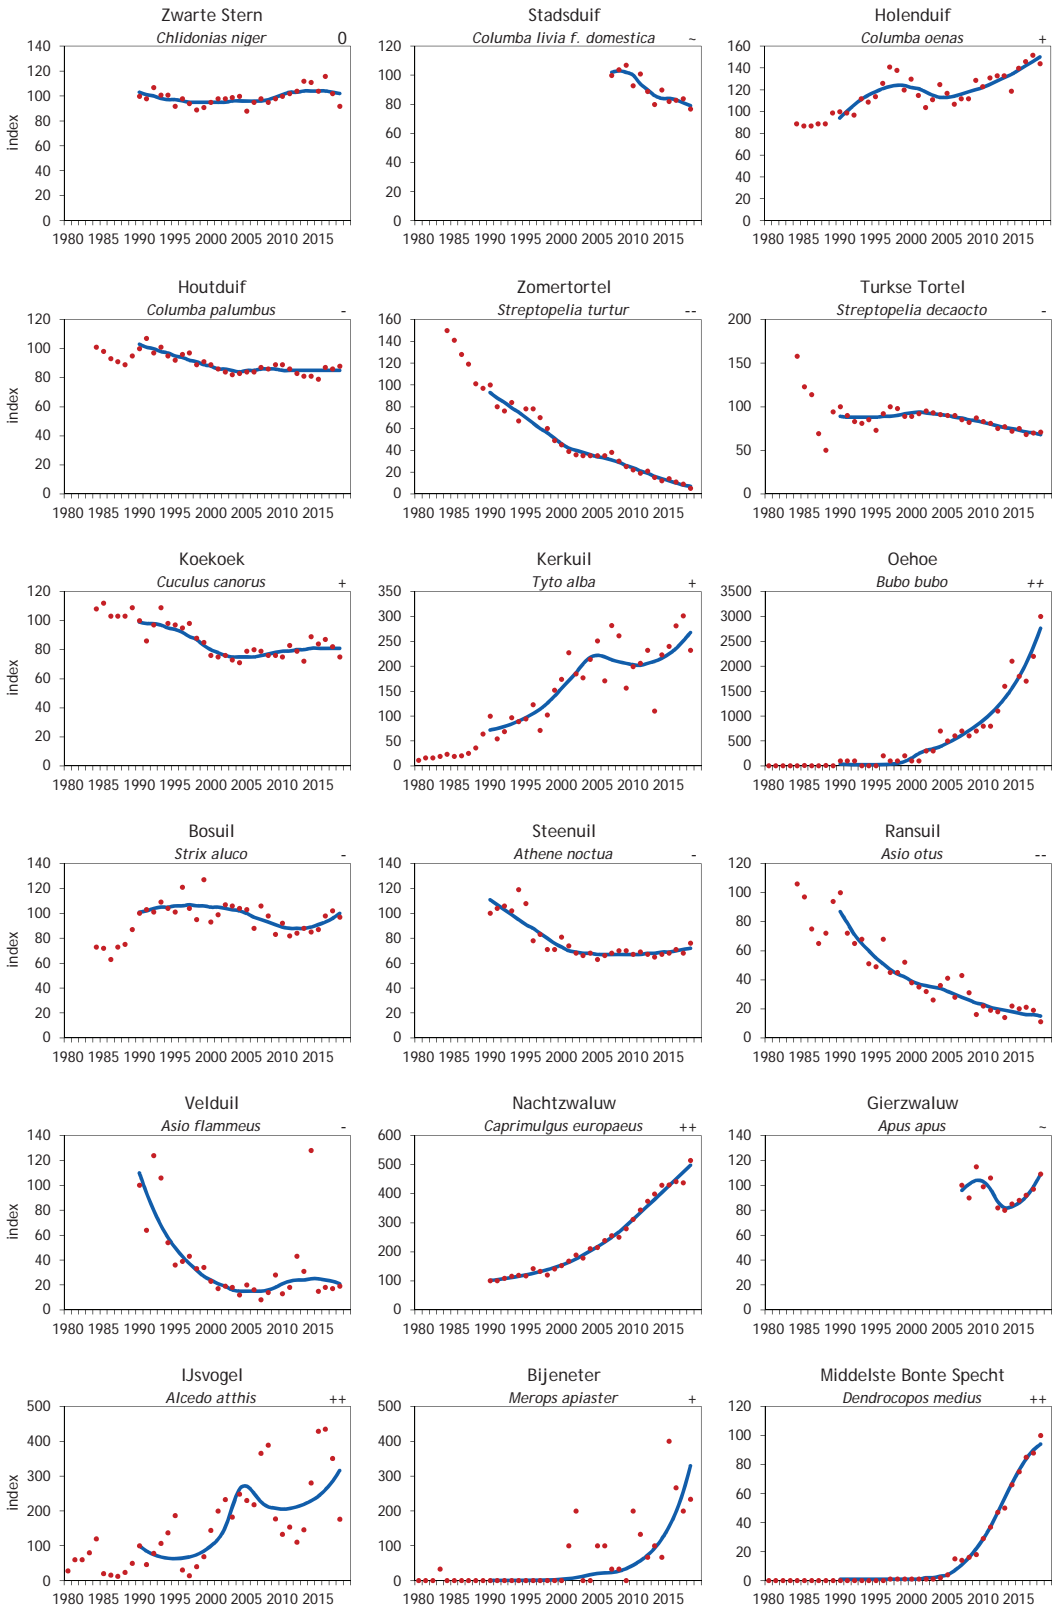 Zwarte Stern
Chlidonias niger 0
140
120
100
80
60
40
20
0
index
1980 1985 1990 1995 2000 2005 2010 2015
Stadsduif
Columba livia f. domestica ~
120
100
80
60
40
20
0
1980 1985 1990 1995 2000 2005 2010 2015
Holenduif
Columba oenas +
160
140
120
100
80
60
40
20
0
1980 1985 1990 1995 2000 2005 2010 2015
Houtduif
Columba palumbus -
120
100
80
60
40
20
0
index
1980 1985 1990 1995 2000 2005 2010 2015
Zomertortel
Streptopelia turtur --
160
140
120
100
80
60
40
20
0
1980 1985 1990 1995 2000 2005 2010 2015
Turkse Tortel
Streptopelia decaocto -
200
150
100
50
0
1980 1985 1990 1995 2000 2005 2010 2015
Koekoek
Cuculus canorus +
120
100
80
60
40
20
0
index
1980 1985 1990 1995 2000 2005 2010 2015
Kerkuil
Tyto alba +
350
300
250
200
150
100
50
0
1980 1985 1990 1995 2000 2005 2010 2015
Oehoe
Bubo bubo ++
3500
3000
2500
2000
1500
1000
500
0
1980 1985 1990 1995 2000 2005 2010 2015
Bosuil
Strix aluco -
140
120
100
80
60
40
20
0
index
1980 1985 1990 1995 2000 2005 2010 2015
Steenuil
Athene noctua -
140
120
100
80
60
40
20
0
1980 1985 1990 1995 2000 2005 2010 2015
Ransuil
Asio otus --
120
100
80
60
40
20
0
1980 1985 1990 1995 2000 2005 2010 2015
Velduil
Asio flammeus -
140
120
100
80
60
40
20
0
index
1980 1985 1990 1995 2000 2005 2010 2015
Nachtzwaluw
Caprimulgus europaeus ++
600
500
400
300
200
100
0
1980 1985 1990 1995 2000 2005 2010 2015
Gierzwaluw
Apus apus ~
140
120
100
80
60
40
20
0
1980 1985 1990 1995 2000 2005 2010 2015
IJsvogel
Alcedo atthis ++
500
400
300
200
100
0
index
1980 1985 1990 1995 2000 2005 2010 2015
Bijeneter
Merops apiaster +
500
400
300
200
100
0
1980 1985 1990 1995 2000 2005 2010 2015
Middelste Bonte Specht
Dendrocopos medius ++
120
100
80
60
40
20
0
1980 1985 1990 1995 2000 2005 2010 2015